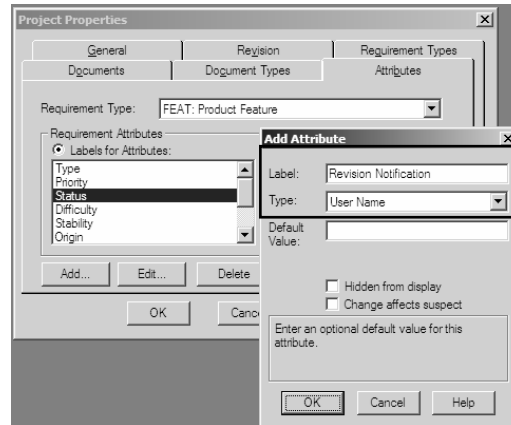 Project Properties
General
Revision
Requirement Types
Documents
Document Types
Attributes
Requirement Type:
FEAT: Product Feature
Requirement Attributes
Labels for Attributes:
Type
Priority
Status
Difficulty
Stability
Origin
Add...
Edit...
Delete
OK
Canc
Add Attribute
Label:
Revision Notification
Type:
User Name
Default
Value:
Hidden from display
Change affects suspect
Enter an optional default value for this
attribute.
OK
Cancel
Help